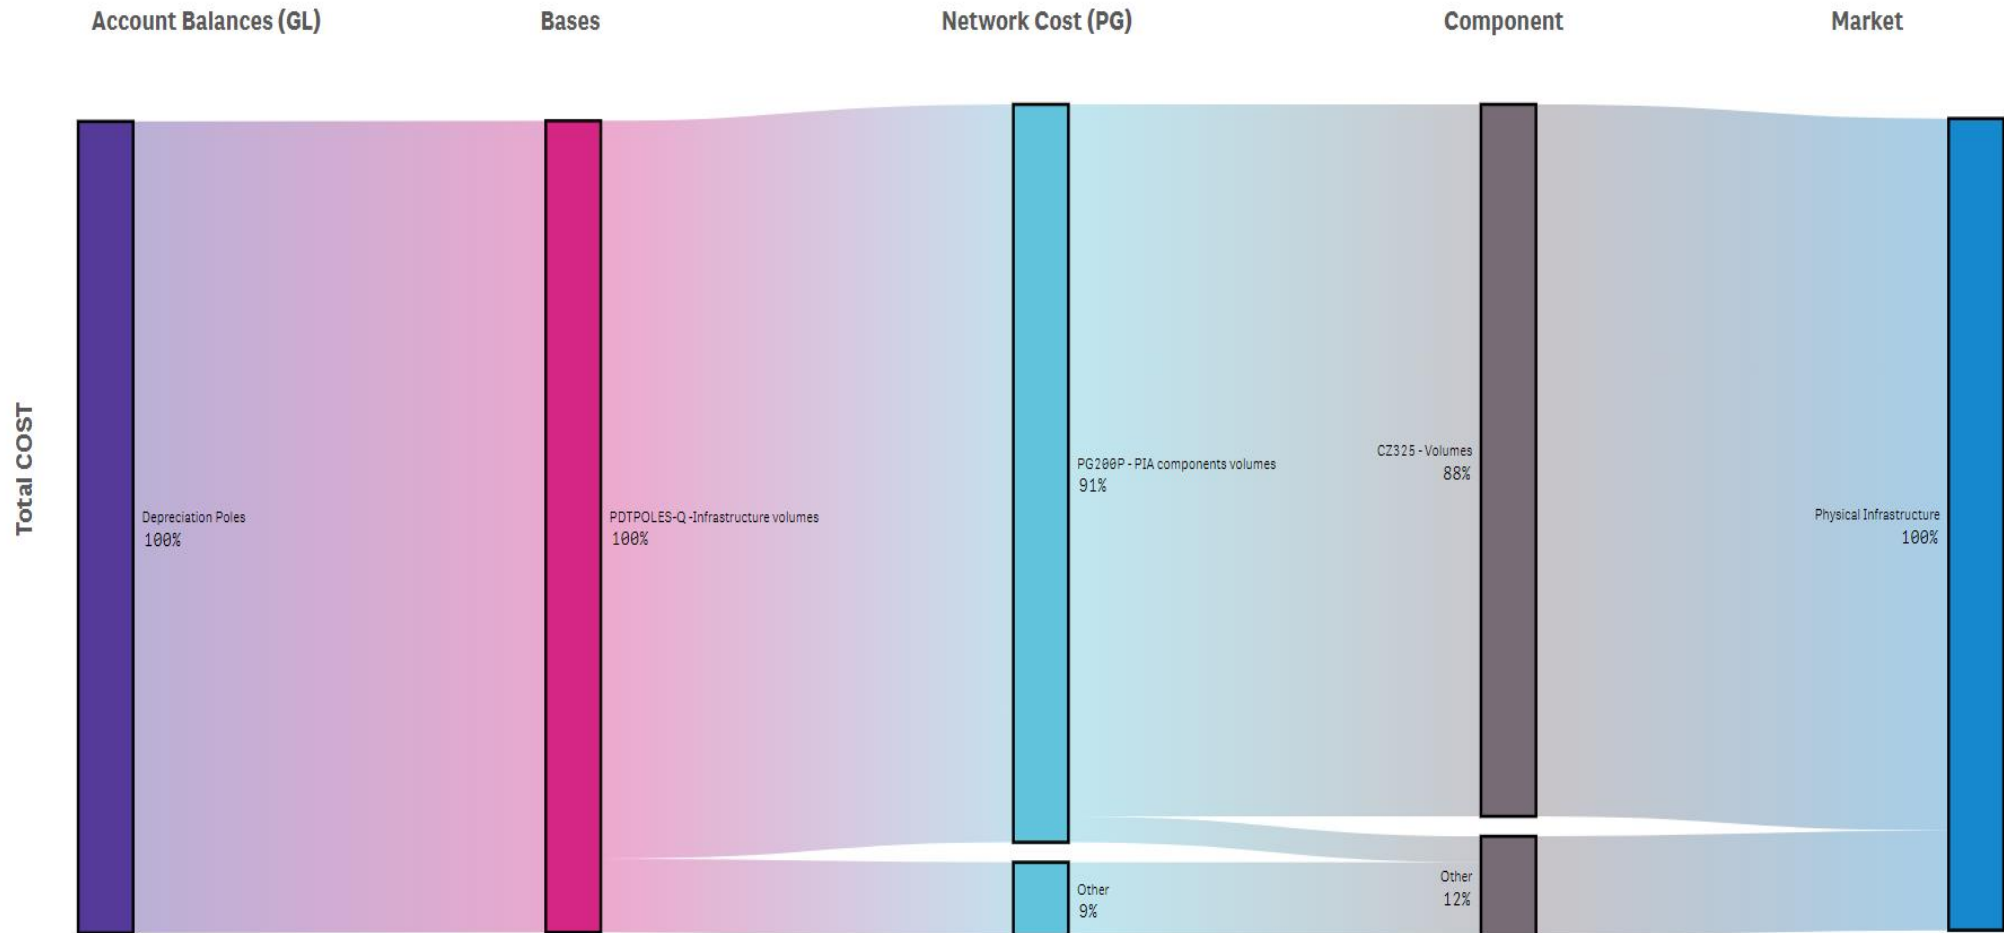 Account Balances (GL)
Bases
Network Cost (PG)
Component
Market
Total COST
Depreciation Poles
100%
PDTPOLES-Q -Infrastructure volumes
100%
PG200P - PIA components volumes
91%
Other
9%
CZ325 - Volumes
88%
Other
12%
Physical Infrastructure
100%